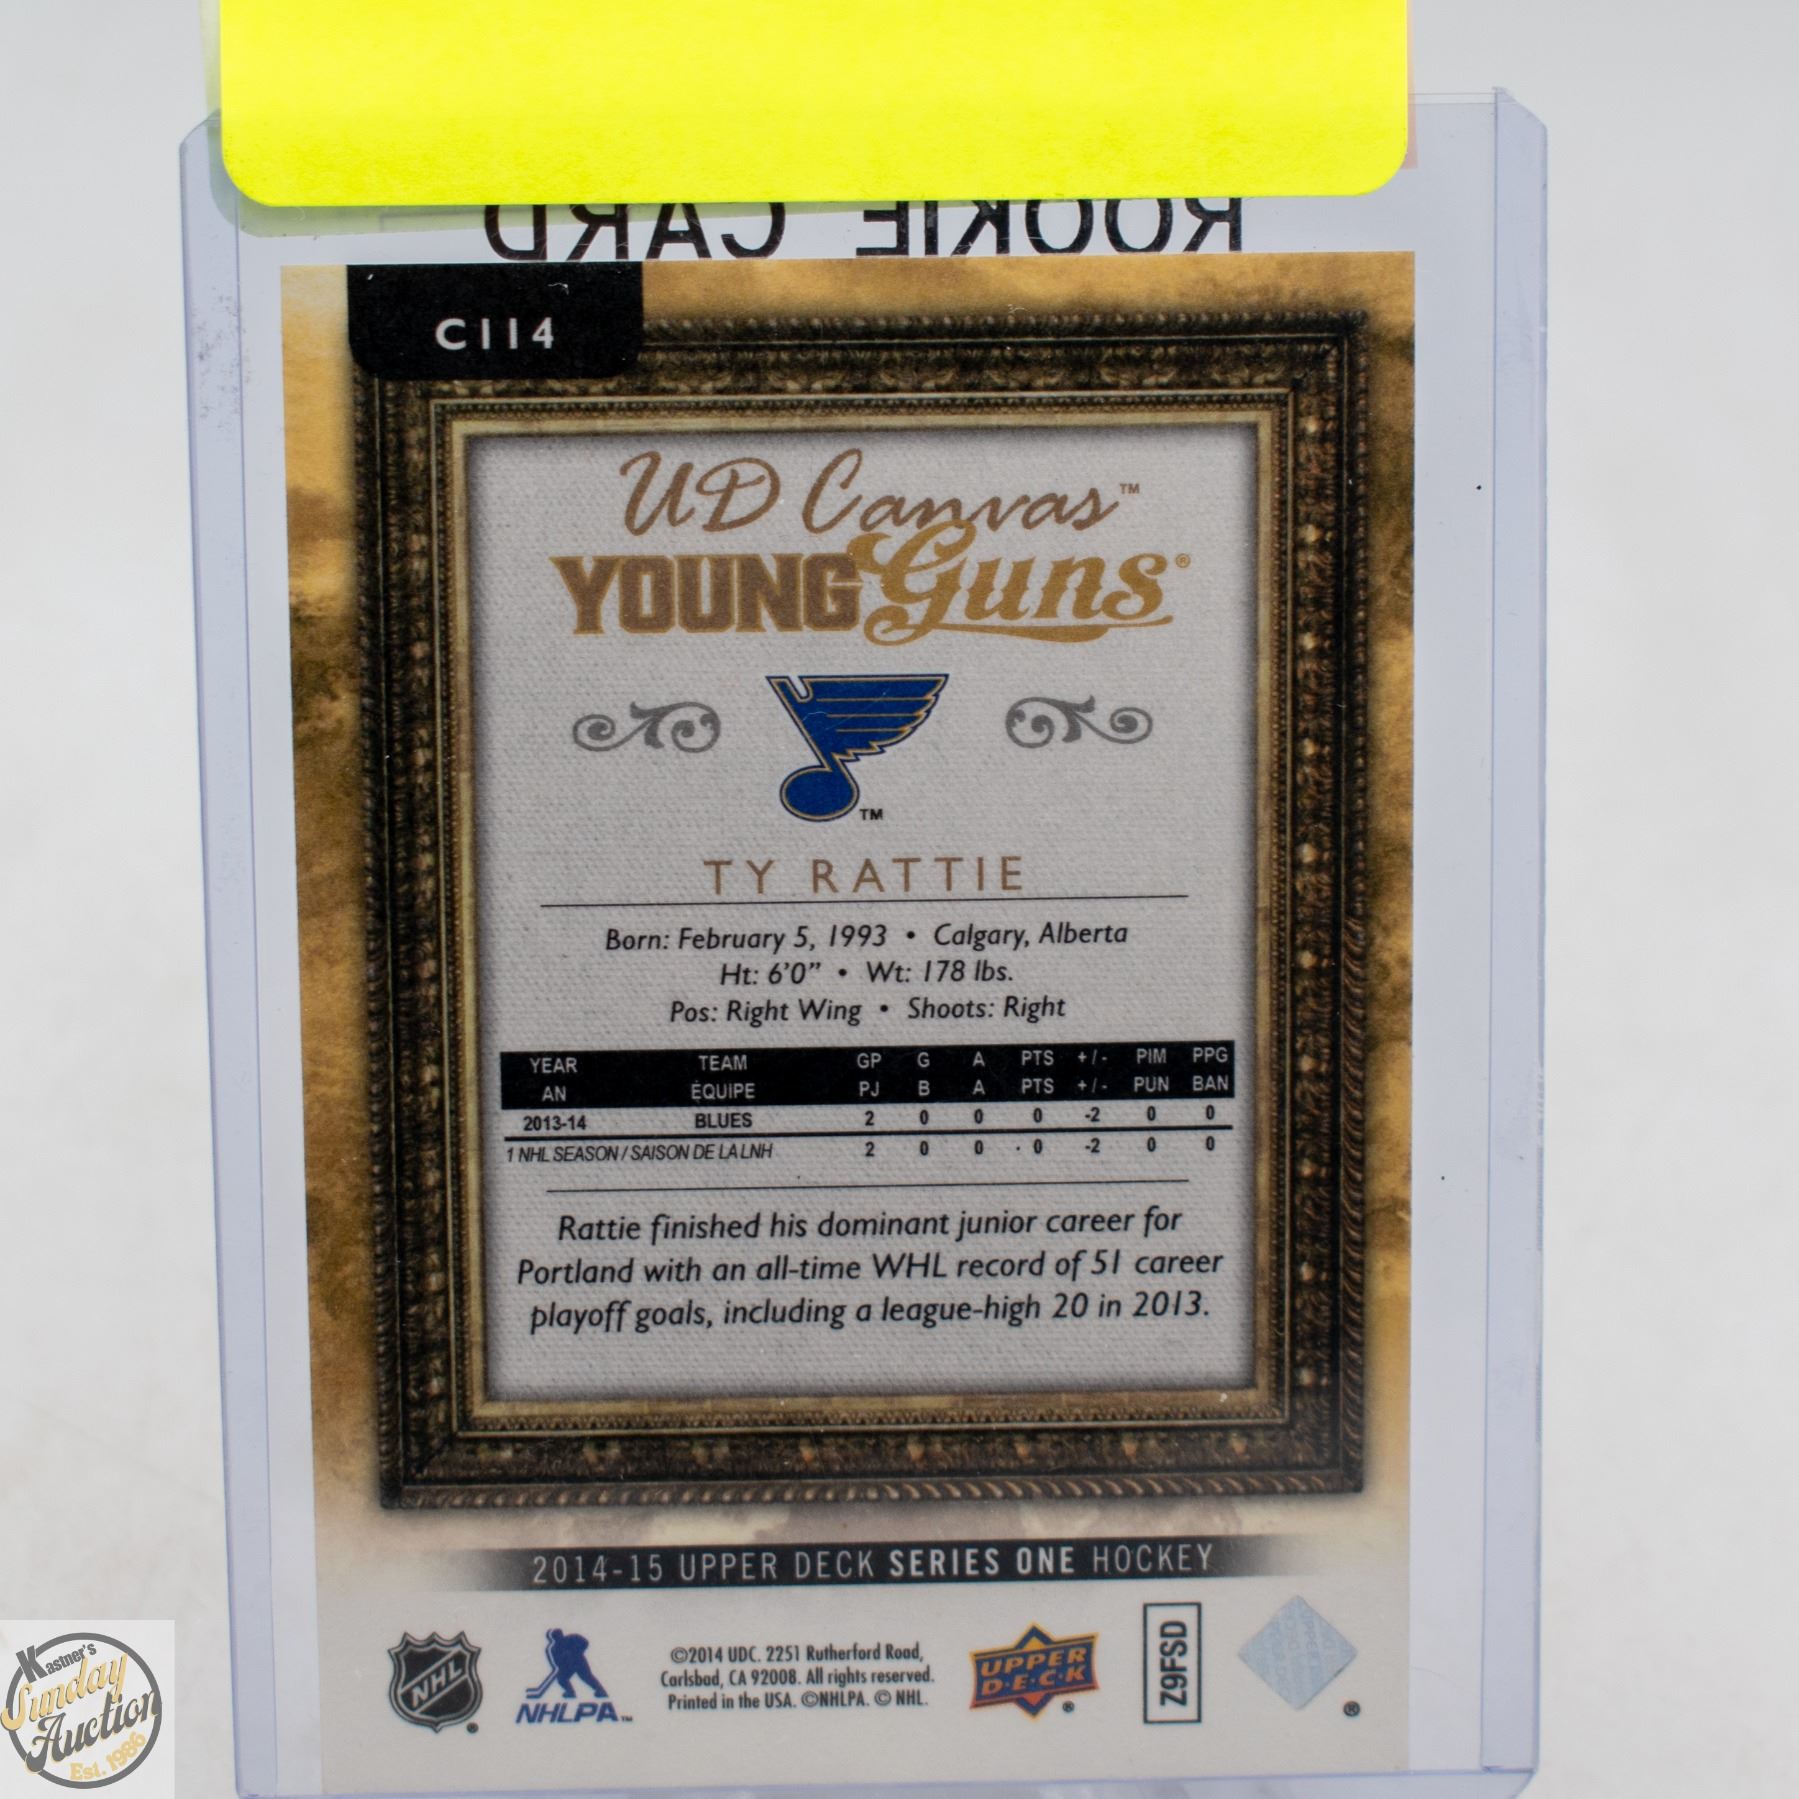 ROOKIE CARD
C114
UD Canvas™
YOUNG Guns®
TM
TY RATTIE
Born: February 5, 1993 • Calgary, Alberta
Ht: 6'0" • Wt: 178 lbs.
Pos: Right Wing • Shoots: Right
YEAR TEAM GP G A PTS +/- PIM PPG
AN ÉQUIPE PJ B A PTS +/- PUN BAN
2013-14 BLUES 2 0 0 0 -2 0 0
1 NHL SEASON / SAISON DE LA LNH 2 0 0 0 -2 0 0
Rattie finished his dominant junior career for
Portland with an all-time WHL record of 51 career
playoff goals, including a league-high 20 in 2013.
2014-15 UPPER DECK SERIES ONE HOCKEY
NHL ®
NHLPA™
©2014 UDC. 2251 Rutherford Road,
Carlsbad, CA 92008. All rights reserved.
Printed in the USA. ©NHLPA. © NHL.
UPPER
D·E·C·K ®
Z9FSD
®
Kastner's
Sunday
Auction
Est. 1986